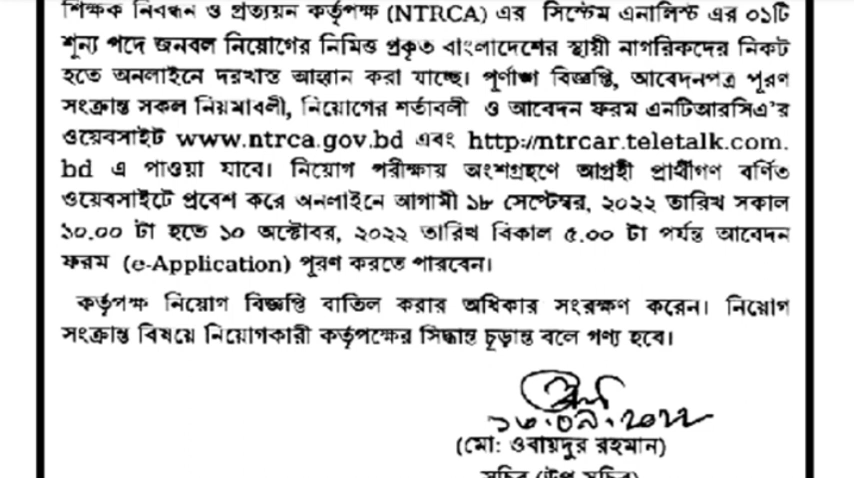 শিক্ষক নিবন্ধন ও প্রত্যয়ন কর্তৃপক্ষ (NTRCA) এর সিস্টেম এনালিস্ট এর ০১টি
শূন্য পদে জনবল নিয়োগের নিমিত্ত প্রকৃত বাংলাদেশের স্থায়ী নাগরিকদের নিকট
হতে অনলাইনে দরখাস্ত আহ্বান করা যাচ্ছে। পূর্ণাঙ্গ বিজ্ঞপ্তি, আবেদনপত্র পূরণ
সংক্রান্ত সকল নিয়মাবলী, নিয়োগের শর্তাবলী ও আবেদন ফরম এনটিআরসিএ'র
ওয়েবসাইট www.ntrca.gov.bd এবং http://ntrcar.teletalk.com.
bd এ পাওয়া যাবে। নিয়োগ পরীক্ষায় অংশগ্রহণে আগ্রহী প্রার্থীগণ বর্ণিত
ওয়েবসাইটে প্রবেশ করে অনলাইনে আগামী ১৮ সেপ্টেম্বর, ২০২২ তারিখ সকাল
১০.০০ টা হতে ১০ অক্টোবর, ২০২২ তারিখ বিকাল ৫.০০ টা পর্যন্ত আবেদন
ফরম (e-Application) পূরণ করতে পারবেন।
কর্তৃপক্ষ নিয়োগ বিজ্ঞপ্তি বাতিল করার অধিকার সংরক্ষণ করেন। নিয়োগ
সংক্রান্ত বিষয়ে নিয়োগকারী কর্তৃপক্ষের সিদ্ধান্ত চূড়ান্ত বলে গণ্য হবে।
(মো: ওবায়দুর রহমান)
সচিব (উপ সচিব)